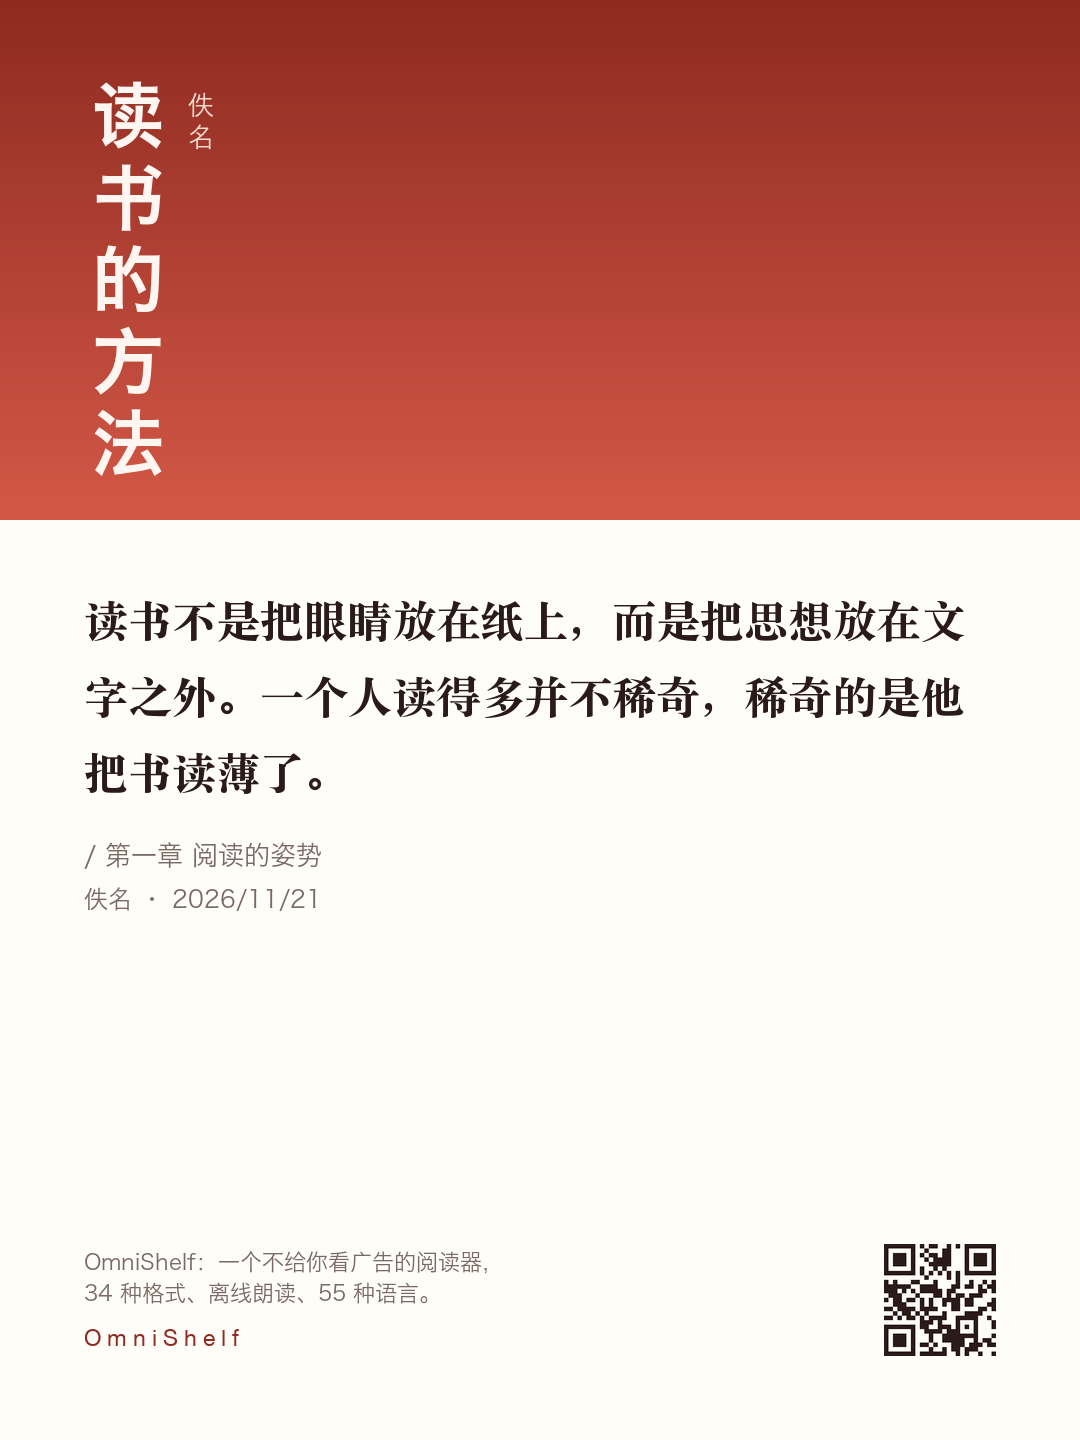 读书的方法
佚名
读书不是把眼睛放在纸上，而是把思想放在文
字之外。一个人读得多并不稀奇，稀奇的是他
把书读薄了。
/ 第一章 阅读的姿势
佚名 · 2026/11/21
OmniShelf：一个不给你看广告的阅读器，
34 种格式、离线朗读、55 种语言。
OmniShelf